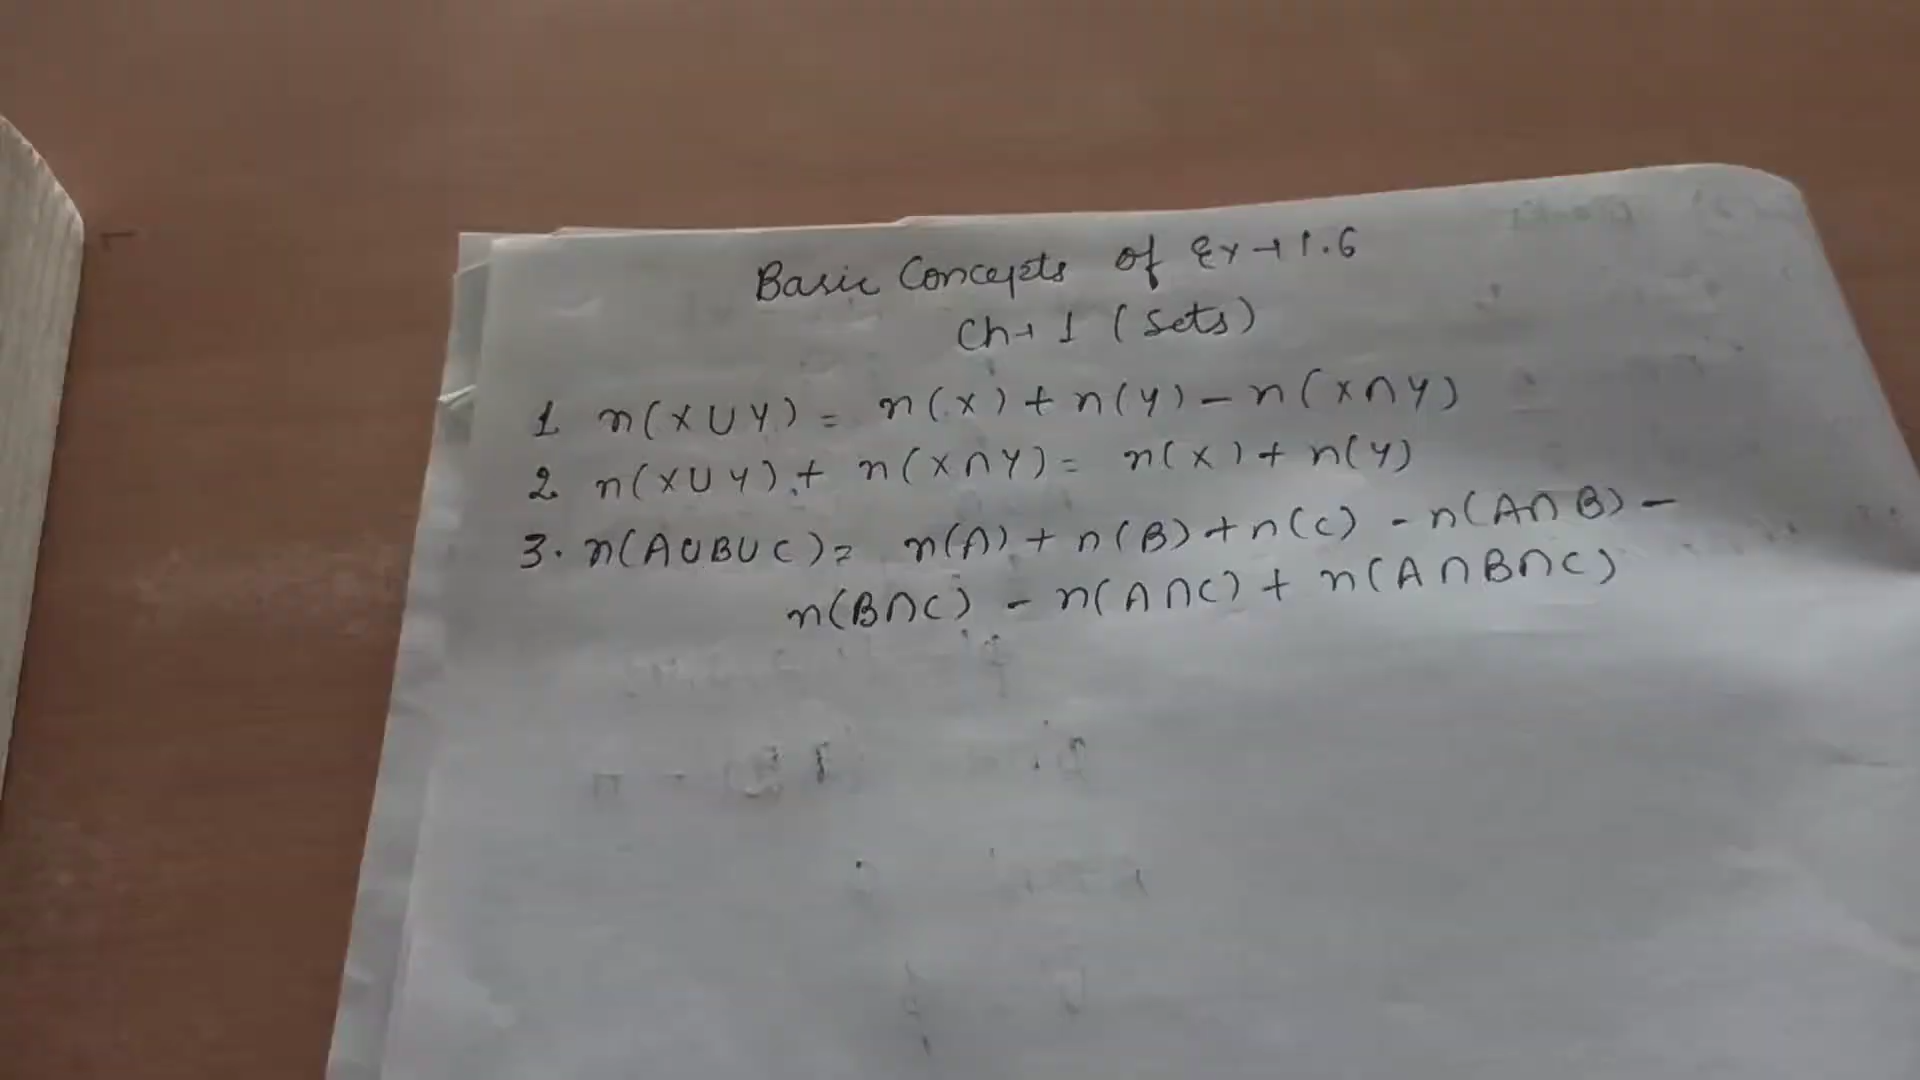 Basic Concepts of Ex→1.6
Ch→1 (Sets)
1 n(X∪Y) = n(X) + n(Y) - n(X∩Y)
2 n(X∪Y) + n(X∩Y) = n(X) + n(Y)
3. n(A∪B∪C) = n(A) + n(B) + n(C) - n(A∩B) -
n(B∩C) - n(A∩C) + n(A∩B∩C)